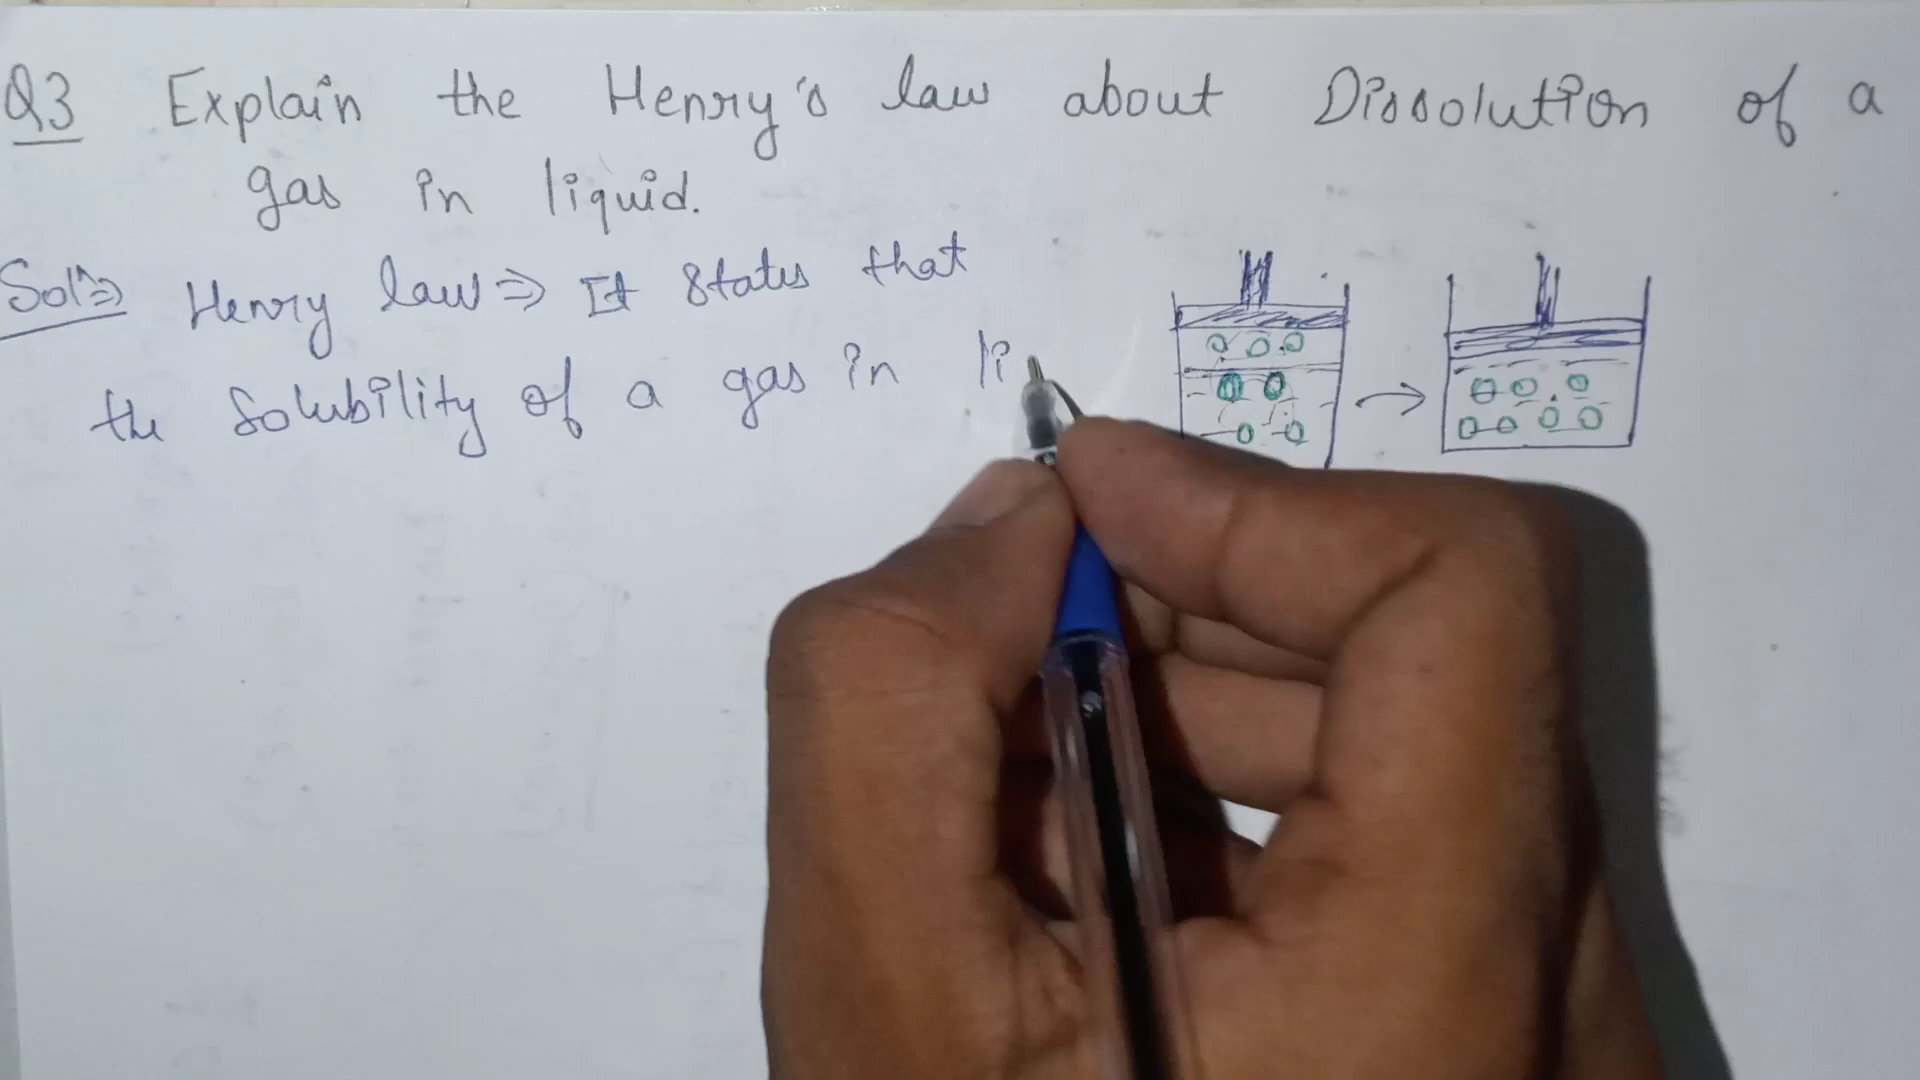 Q3 Explain the Henry's law about Dissolution of a
gas in liquid.
Sol⇒ Henry law ⇒ It states that
the Solubility of a gas in li